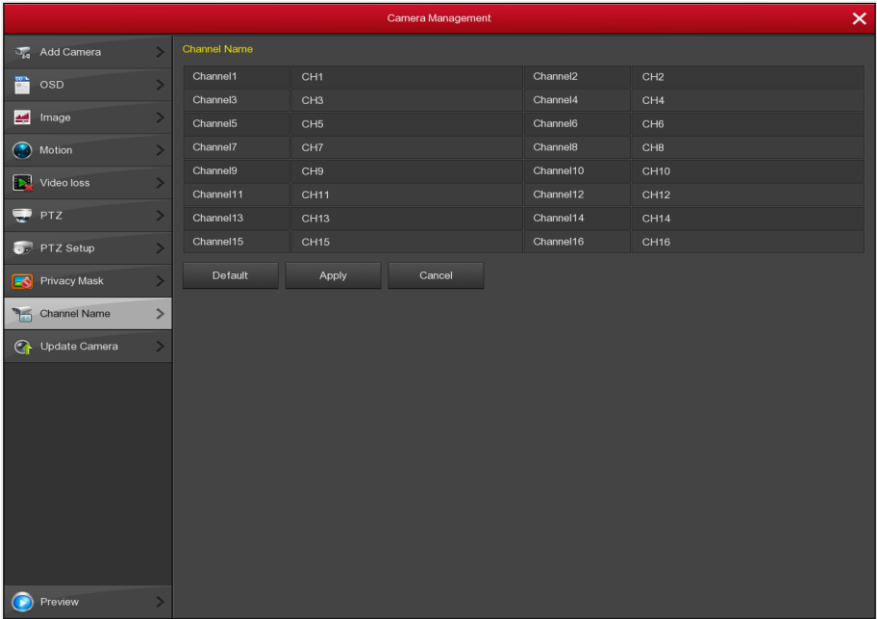 Camera Management
Add Camera
OSD
Image
Motion
Video loss
PTZ
PTZ Setup
Privacy Mask
Channel Name
Update Camera
Preview
Channel Name
Channel1 CH1 Channel2 CH2
Channel3 CH3 Channel4 CH4
Channel5 CH5 Channel6 CH6
Channel7 CH7 Channel8 CH8
Channel9 CH9 Channel10 CH10
Channel11 CH11 Channel12 CH12
Channel13 CH13 Channel14 CH14
Channel15 CH15 Channel16 CH16
Default Apply Cancel